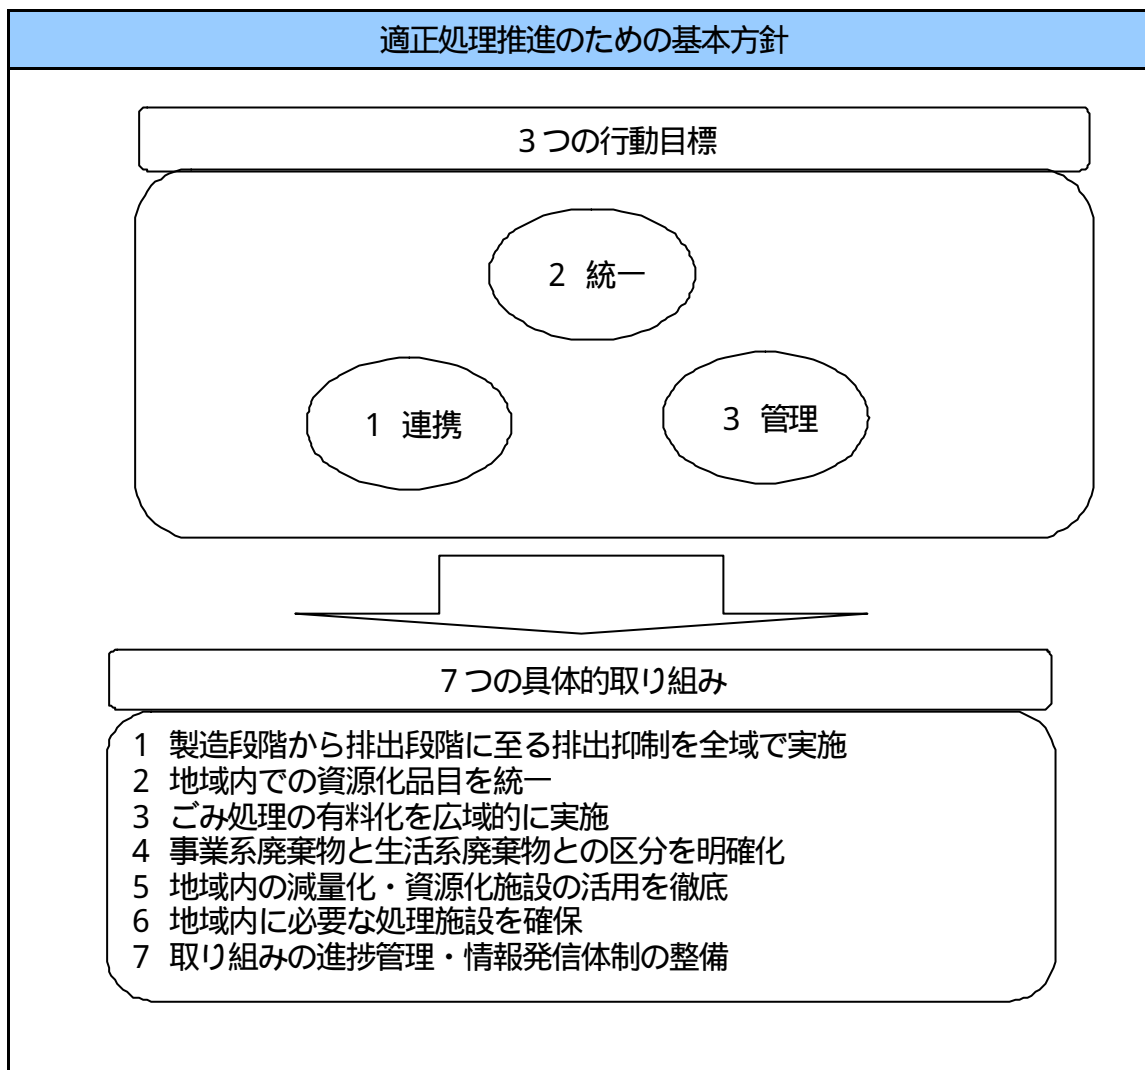 適正処理推進のための基本方針
3つの行動目標
2 統一
1 連携
3 管理
7つの具体的取り組み
1 製造段階から排出段階に至る排出抑制を全域で実施
2 地域内での資源化品目を統一
3 ごみ処理の有料化を広域的に実施
4 事業系廃棄物と生活系廃棄物との区分を明確化
5 地域内の減量化・資源化施設の活用を徹底
6 地域内に必要な処理施設を確保
7 取り組みの進捗管理・情報発信体制の整備